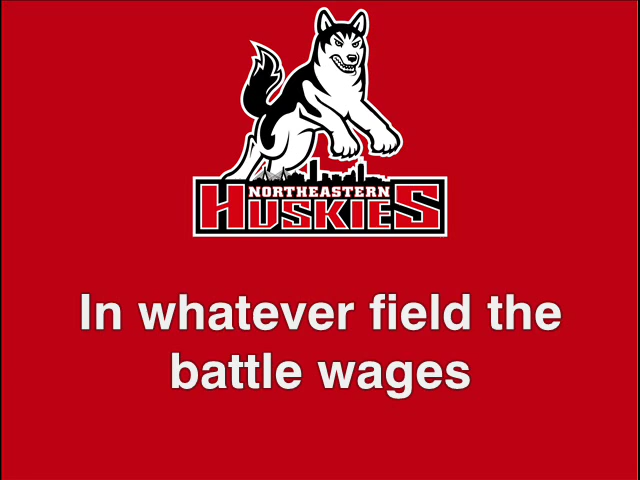 NORTHEASTERN
HUSKIES
In whatever field the
battle wages